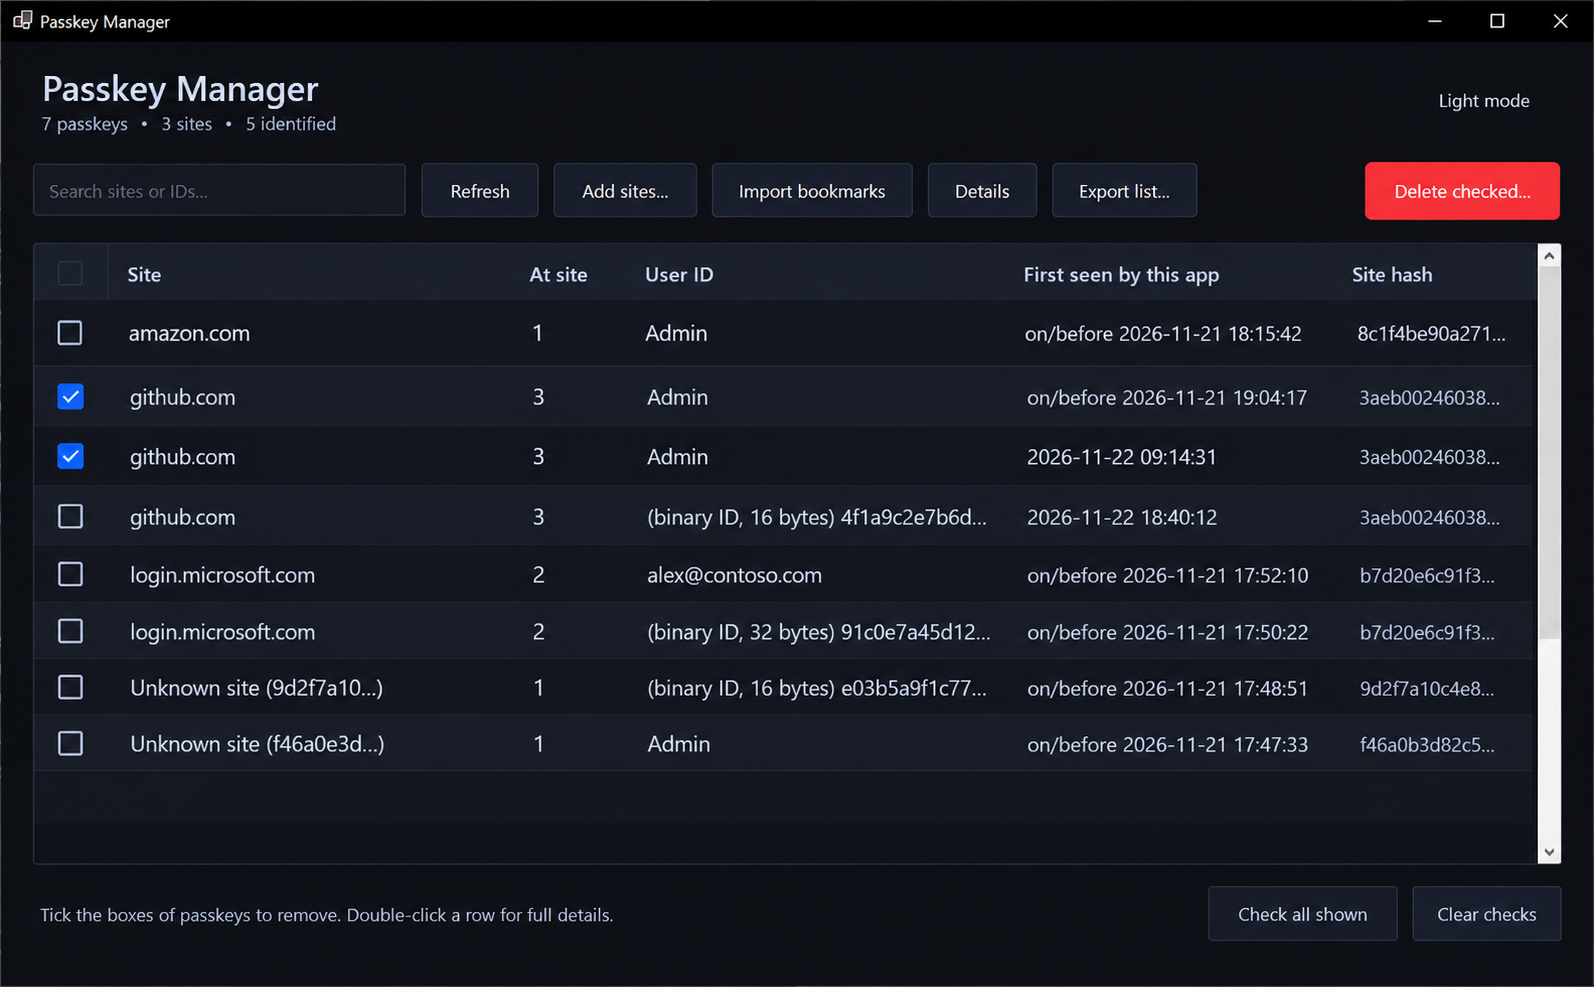 Passkey Manager
Passkey Manager
Light mode
7 passkeys • 3 sites • 5 identified
Search sites or IDs...
Refresh
Add sites...
Import bookmarks
Details
Export list...
Delete checked...
Site At site User ID First seen by this app Site hash
amazon.com 1 Admin on/before 2026-11-21 18:15:42 8c1f4be90a271...
github.com 3 Admin on/before 2026-11-21 19:04:17 3aeb00246038...
github.com 3 Admin 2026-11-22 09:14:31 3aeb00246038...
github.com 3 (binary ID, 16 bytes) 4f1a9c2e7b6d... 2026-11-22 18:40:12 3aeb00246038...
login.microsoft.com 2 alex@contoso.com on/before 2026-11-21 17:52:10 b7d20e6c91f3...
login.microsoft.com 2 (binary ID, 32 bytes) 91c0e7a45d12... on/before 2026-11-21 17:50:22 b7d20e6c91f3...
Unknown site (9d2f7a10...) 1 (binary ID, 16 bytes) e03b5a9f1c77... on/before 2026-11-21 17:48:51 9d2f7a10c4e8...
Unknown site (f46a0e3d...) 1 Admin on/before 2026-11-21 17:47:33 f46a0b3d82c5...
Tick the boxes of passkeys to remove. Double-click a row for full details.
Check all shown
Clear checks